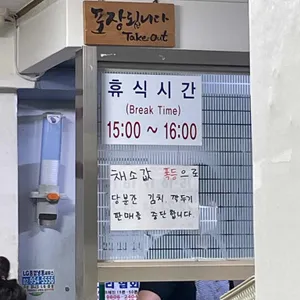 포장됩니다
Take out
휴식시간
(Break Time)
15:00 ~ 16:00
채소값 폭등으로
당분간 김치 깍두기
판매를 중단 합니다.